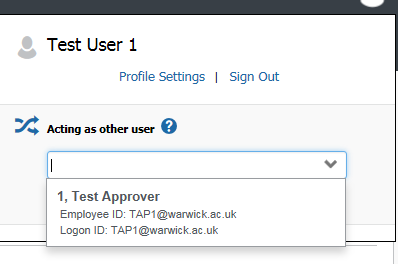 Test User 1
Profile Settings | Sign Out
Acting as other user ?
1, Test Approver
Employee ID: TAP1@warwick.ac.uk
Logon ID: TAP1@warwick.ac.uk